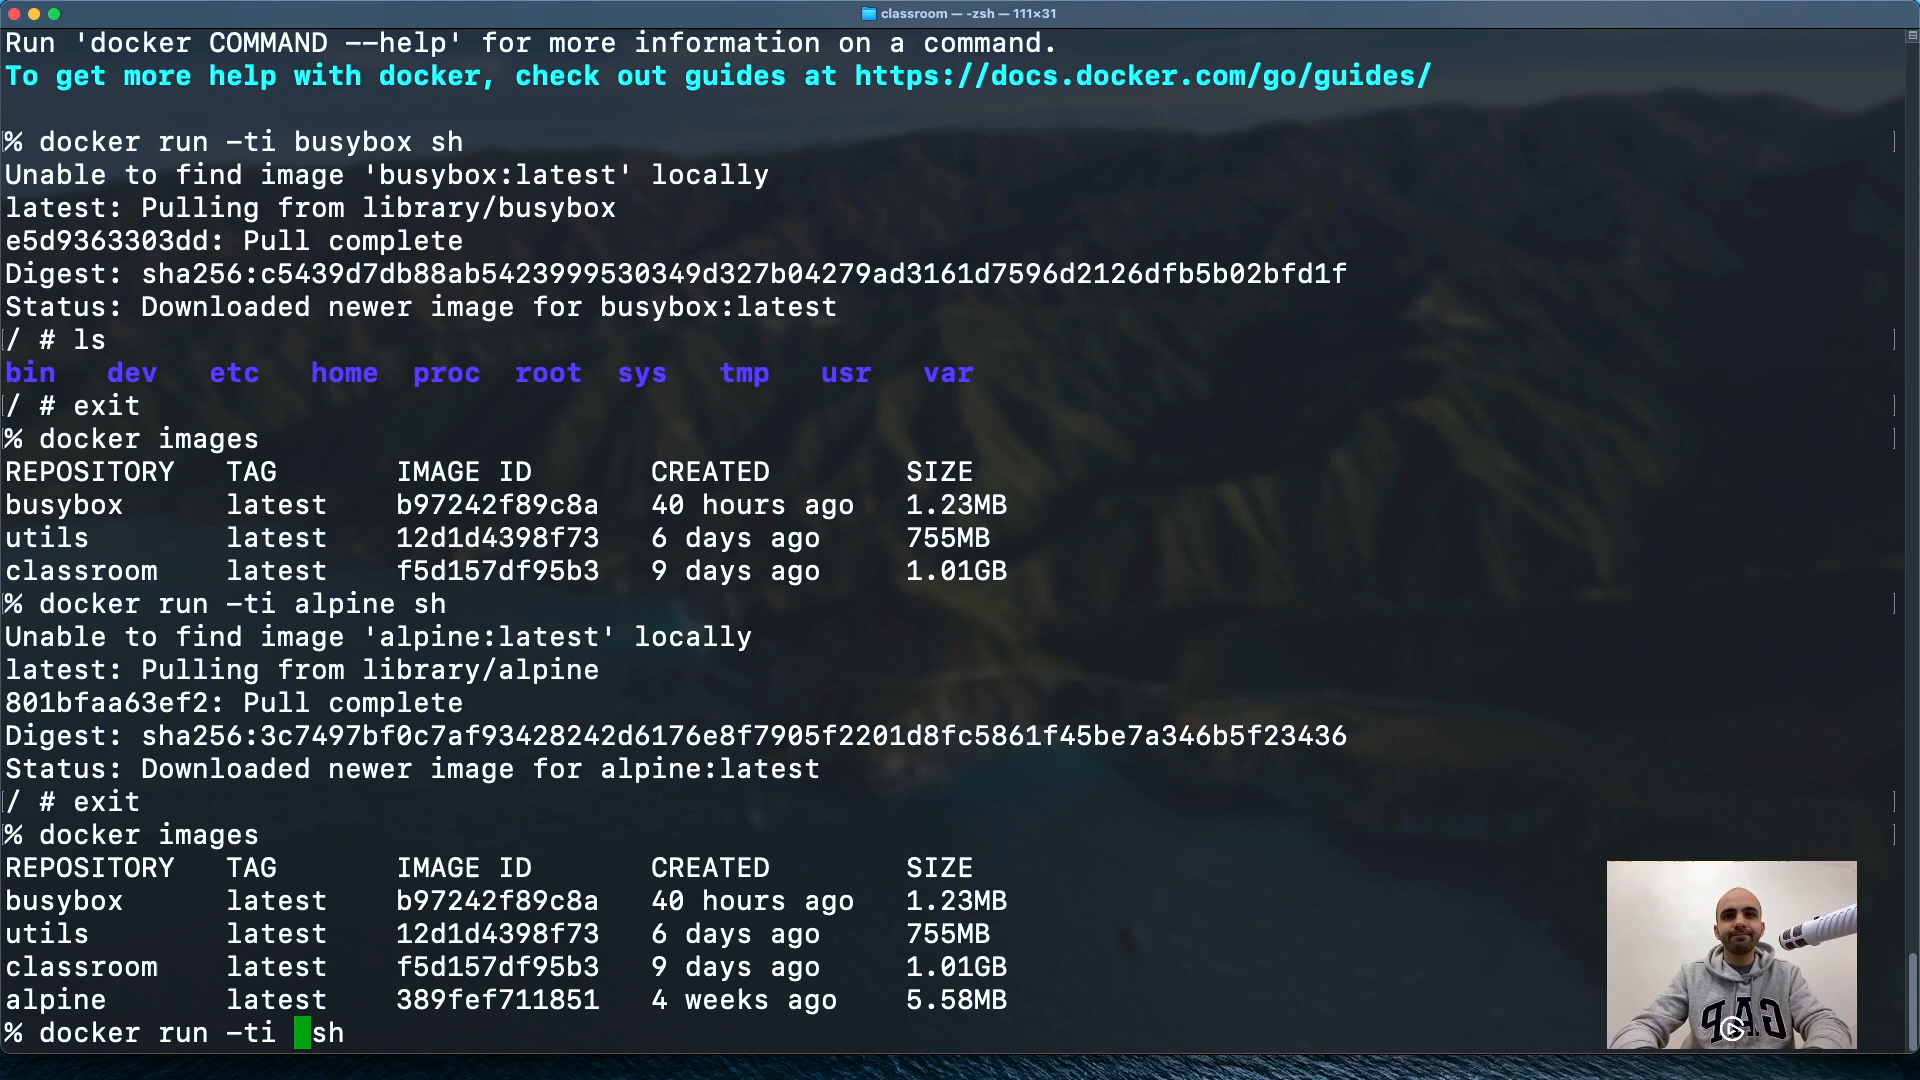 classroom — -zsh — 111×31
Run 'docker COMMAND --help' for more information on a command.
To get more help with docker, check out guides at https://docs.docker.com/go/guides/
% docker run -ti busybox sh
Unable to find image 'busybox:latest' locally
latest: Pulling from library/busybox
e5d9363303dd: Pull complete
Digest: sha256:c5439d7db88ab5423999530349d327b04279ad3161d7596d2126dfb5b02bfd1f
Status: Downloaded newer image for busybox:latest
/ # ls
bin dev etc home proc root sys tmp usr var
/ # exit
% docker images
REPOSITORY TAG IMAGE ID CREATED SIZE
busybox latest b97242f89c8a 40 hours ago 1.23MB
utils latest 12d1d4398f73 6 days ago 755MB
classroom latest f5d157df95b3 9 days ago 1.01GB
% docker run -ti alpine sh
Unable to find image 'alpine:latest' locally
latest: Pulling from library/alpine
801bfaa63ef2: Pull complete
Digest: sha256:3c7497bf0c7af93428242d6176e8f7905f2201d8fc5861f45be7a346b5f23436
Status: Downloaded newer image for alpine:latest
/ # exit
% docker images
REPOSITORY TAG IMAGE ID CREATED SIZE
busybox latest b97242f89c8a 40 hours ago 1.23MB
utils latest 12d1d4398f73 6 days ago 755MB
classroom latest f5d157df95b3 9 days ago 1.01GB
alpine latest 389fef711851 4 weeks ago 5.58MB
% docker run -ti sh
GAP